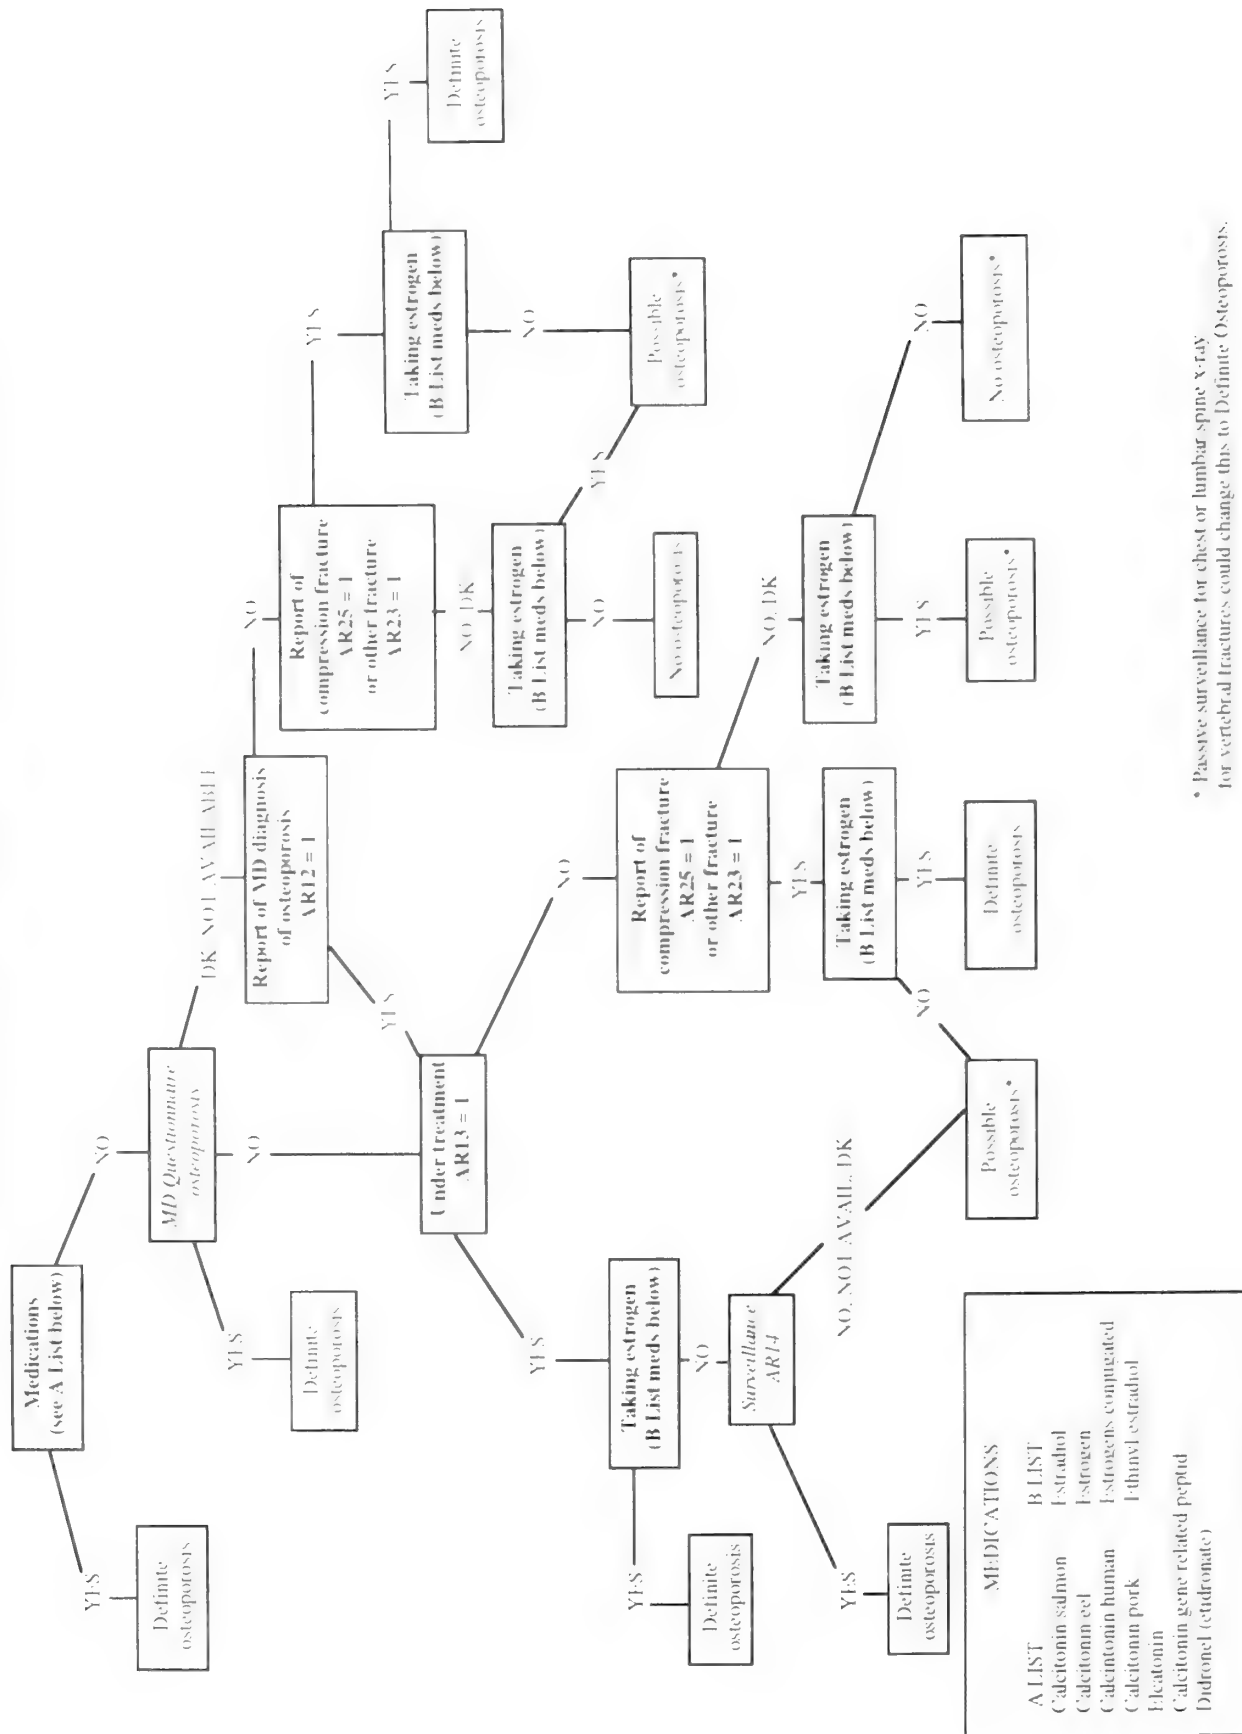 Medications
(see A List below)
YES
NO
Definite
osteoporosis
MD Questionnaire
osteoporosis
YES
NO
DK NOT AVAILABLE
Definite
osteoporosis
Report of MD diagnosis
of osteoporosis
AR12 = 1
YES
NO
Under treatment
AR13 = 1
YES
NO
Report of
compression fracture
AR25 = 1
or other fracture
AR23 = 1
YES
NO, DK
Taking estrogen
(B List meds below)
YES
NO
Definite
osteoporosis
Taking estrogen
(B List meds below)
NO
YES
No osteoporosis
Possible
osteoporosis*
Taking estrogen
(B List meds below)
YES
NO
Definite
osteoporosis
Surveillance
AR14
YES
NO, NOT AVAIL, DK
Definite
osteoporosis
Report of
compression fracture
AR25 = 1
or other fracture
AR23 = 1
YES
NO, DK
Taking estrogen
(B List meds below)
NO
YES
Possible
osteoporosis*
Definite
osteoporosis
Taking estrogen
(B List meds below)
YES
NO
Possible
osteoporosis*
No osteoporosis*
MEDICATIONS
A LIST B LIST
Calcitonin salmon Estradiol
Calcitonin eel Estrogen
Calcintonin human Estrogens conjugated
Calcitonin pork Ethinyl estradiol
Elcatonin
Calcitonin gene related peptid
Didronel (etidronate)
* Passive surveillance for chest or lumbar spine x-ray
for vertebral fractures could change this to Definite Osteoporosis.